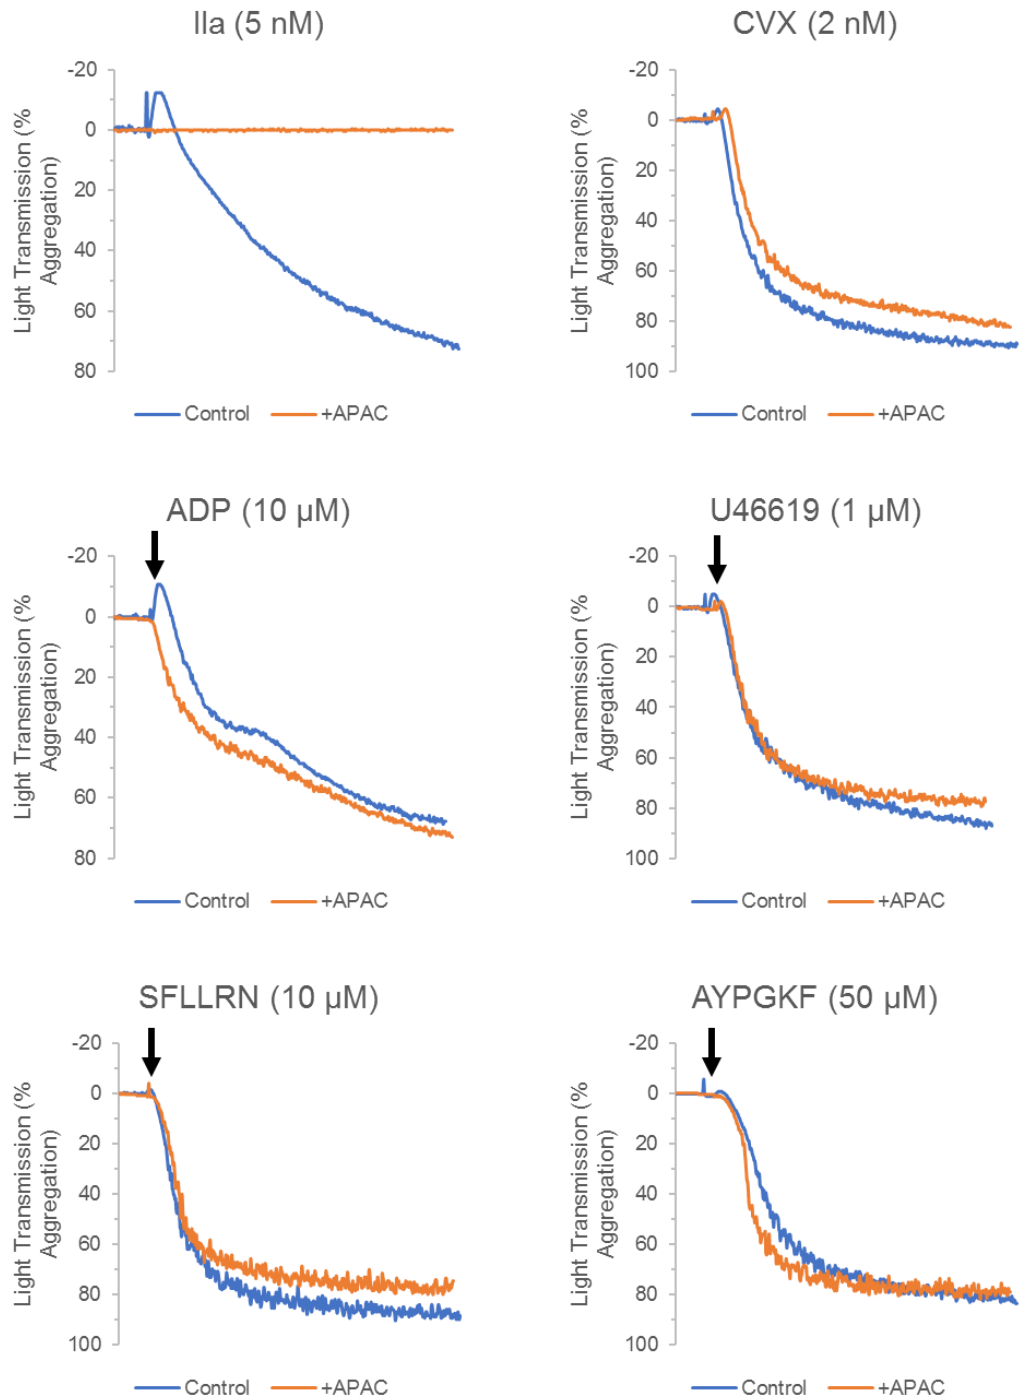 IIa (5 nM)
CVX (2 nM)
Light Transmission (%
Aggregation)
-20
0
20
40
60
80
Light Transmission (%
Aggregation)
-20
0
20
40
60
80
100
Control +APAC
Control +APAC
ADP (10 µM)
U46619 (1 µM)
Light Transmission (%
Aggregation)
-20
0
20
40
60
80
Light Transmission (%
Aggregation)
-20
0
20
40
60
80
100
Control +APAC
Control +APAC
SFLLRN (10 µM)
AYPGKF (50 µM)
Light Transmission (%
Aggregation)
-20
0
20
40
60
80
100
Light Transmission (%
Aggregation)
-20
0
20
40
60
80
100
Control +APAC
Control +APAC